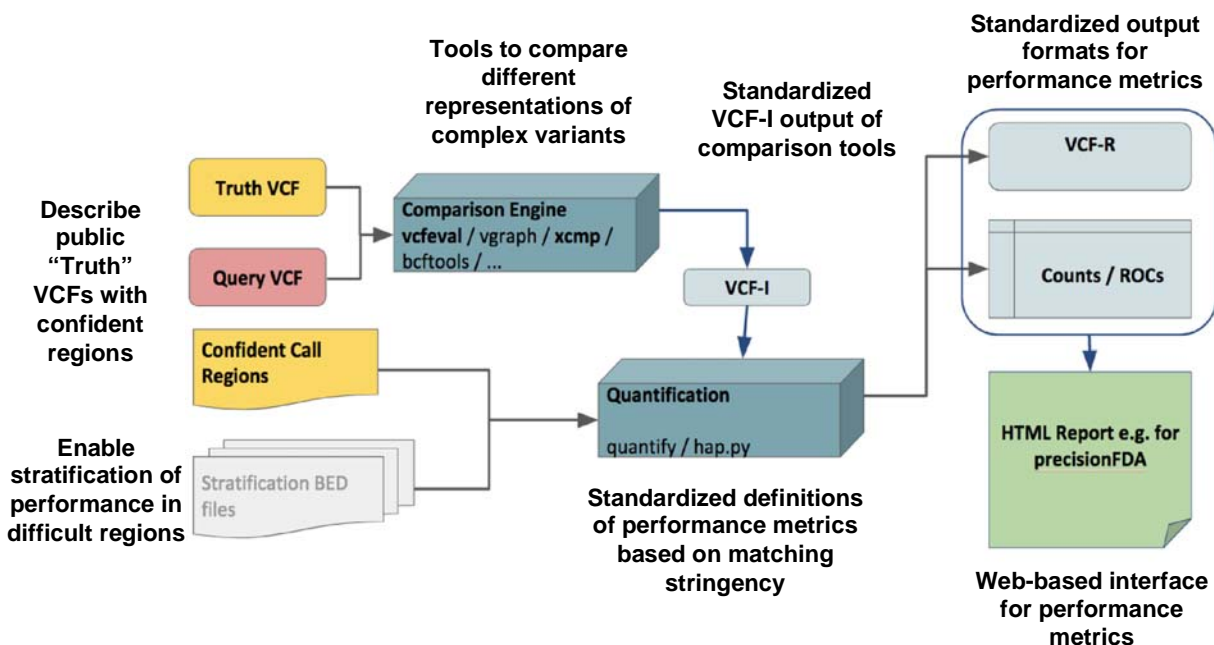 Tools to compare
different
representations of
complex variants
Standardized
VCF-I output of
comparison tools
Standardized output
formats for
performance metrics
Describe
public
“Truth”
VCFs with
confident
regions
Truth VCF
Query VCF
Comparison Engine
vcfeval / vgraph / xcmp /
bcftools / ...
VCF-I
VCF-R
Counts / ROCs
Confident Call
Regions
Enable
stratification of
performance in
difficult regions
Stratification BED
files
Quantification
quantify / hap.py
Standardized definitions
of performance metrics
based on matching
stringency
HTML Report e.g. for
precisionFDA
Web-based interface
for performance
metrics